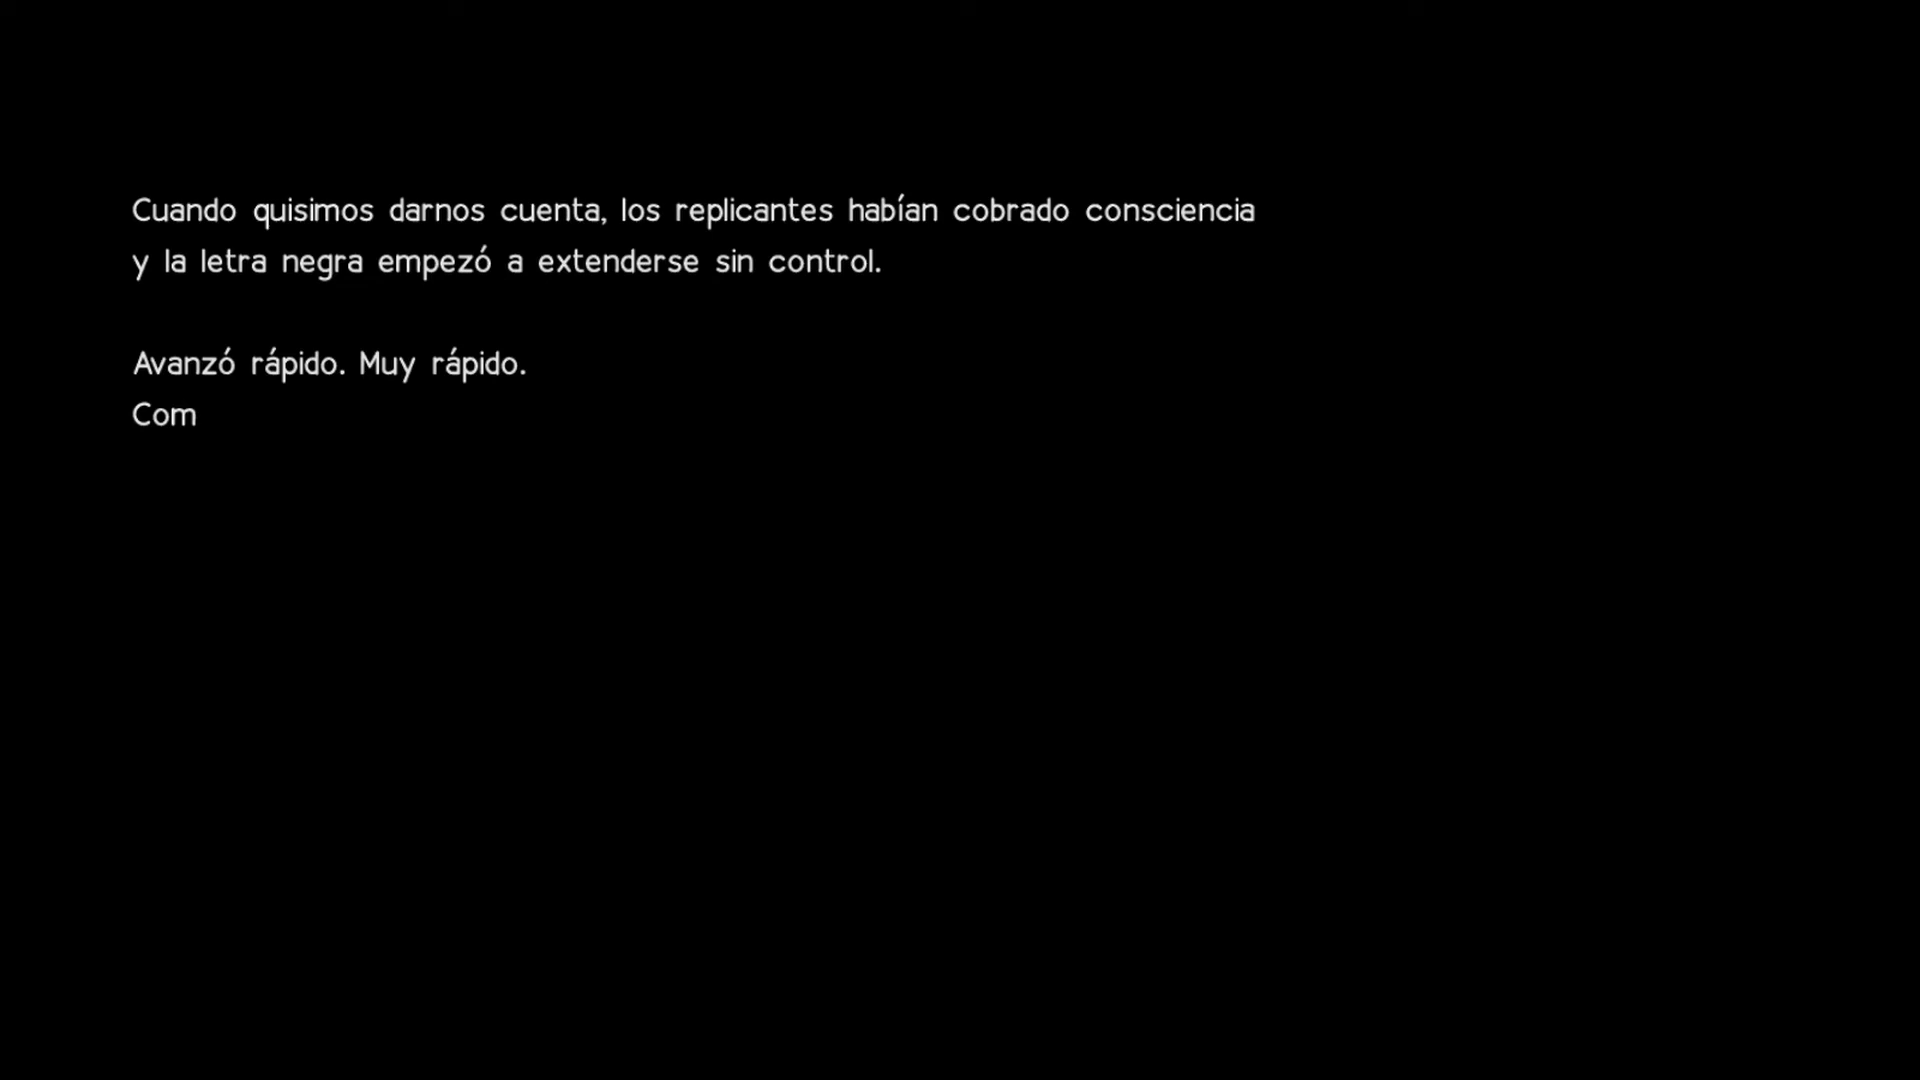 Cuando quisimos darnos cuenta, los replicantes habían cobrado consciencia
y la letra negra empezó a extenderse sin control.
Avanzó rápido. Muy rápido.
Com